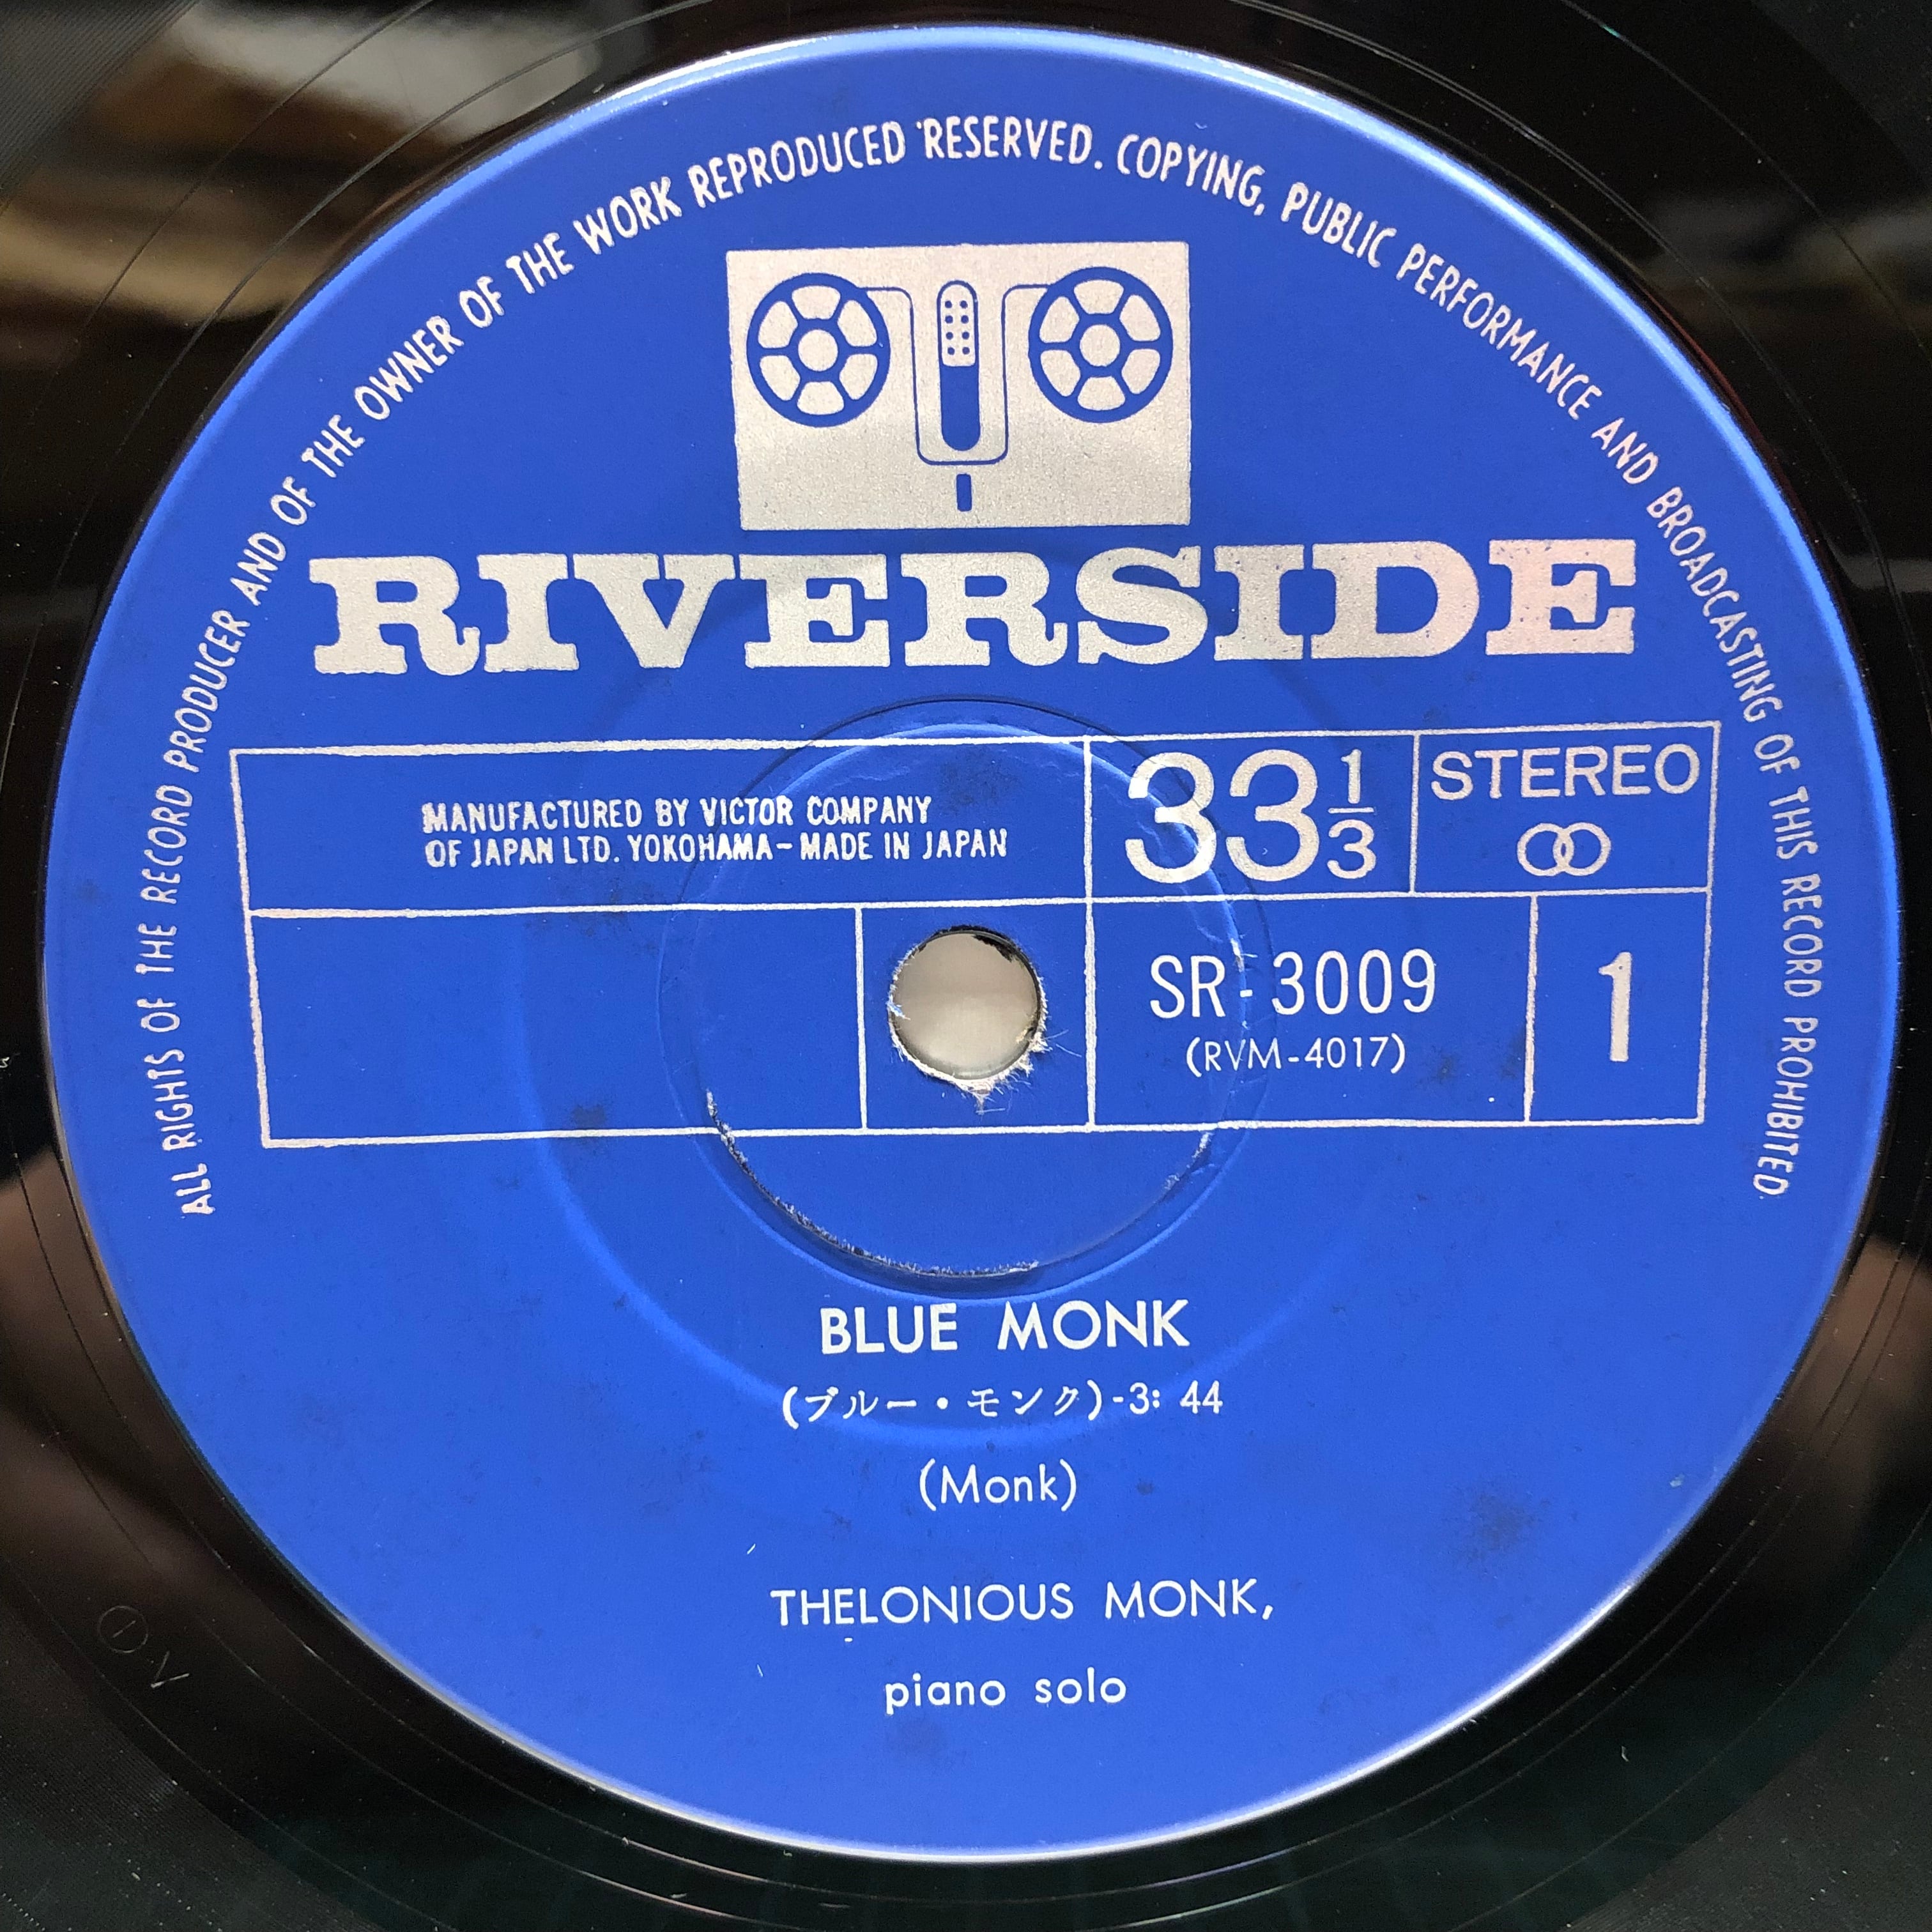 ALL RIGHTS OF THE RECORD PRODUCER AND OF THE OWNER OF THE WORK REPRODUCED RESERVED. COPYING, PUBLIC PERFORMANCE AND BROADCASTING OF THIS RECORD PROHIBITED
RIVERSIDE
MANUFACTURED BY VICTOR COMPANY
OF JAPAN LTD. YOKOHAMA-MADE IN JAPAN
33 1/3
STEREO
SR-3009
(RVM-4017)
1
BLUE MONK
(ブルー・モンク)-3: 44
(Monk)
THELONIOUS MONK,
piano solo